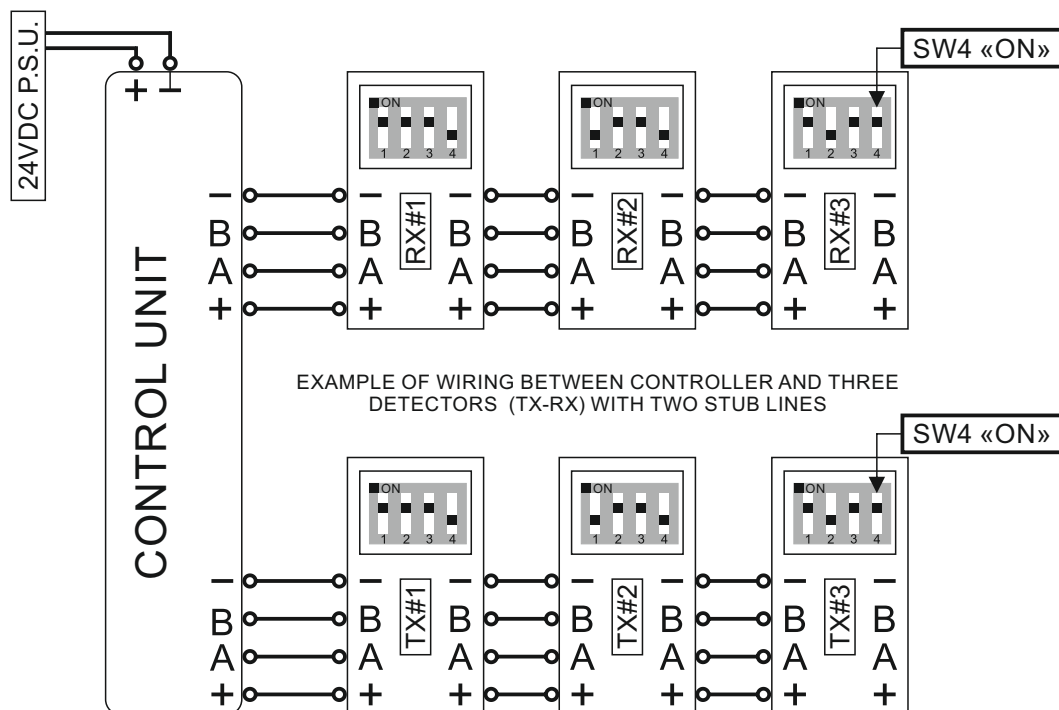 24VDC P.S.U.
+
CONTROL UNIT
SW4 «ON»
ON
1 2 3 4
ON
1 2 3 4
ON
1 2 3 4
− − − − − − −
B B B B B B B
A A A A A A A
+ + + + + + +
RX#1
RX#2
RX#3
EXAMPLE OF WIRING BETWEEN CONTROLLER AND THREE
DETECTORS (TX-RX) WITH TWO STUB LINES
SW4 «ON»
ON
1 2 3 4
ON
1 2 3 4
ON
1 2 3 4
− − − − − − −
B B B B B B B
A A A A A A A
+ + + + + + +
TX#1
TX#2
TX#3